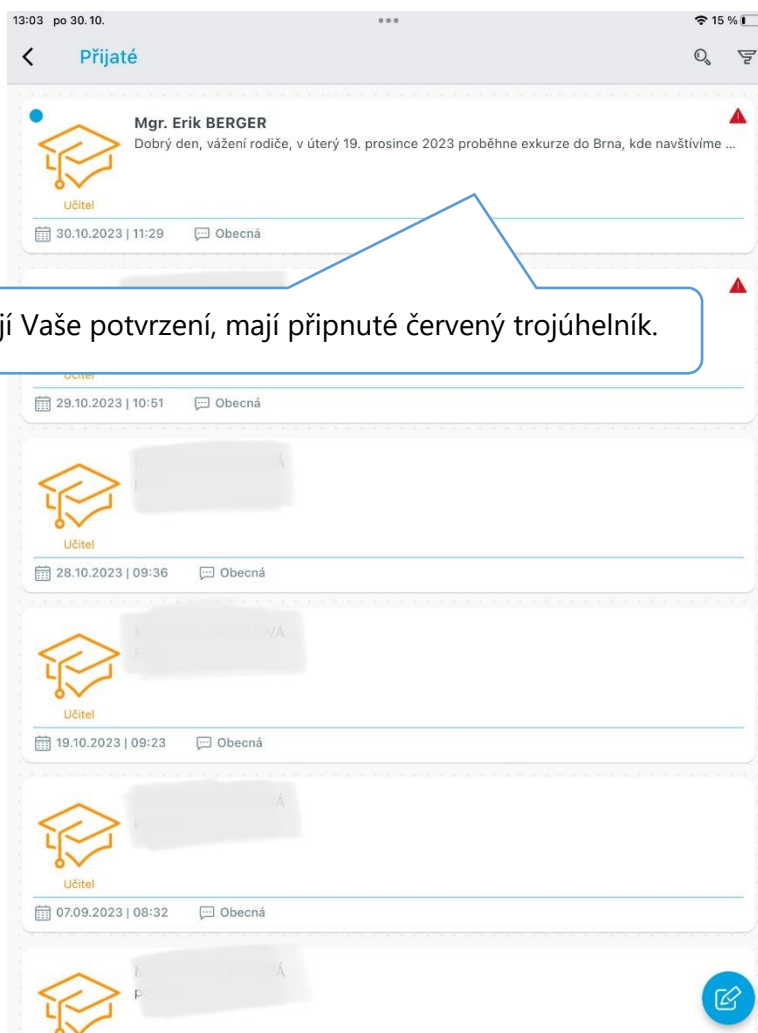 13:03 po 30. 10.
15 %
Přijaté
Mgr. Erik BERGER
Dobrý den, vážení rodiče, v úterý 19. prosince 2023 proběhne exkurze do Brna, kde navštívíme ...
Učitel
30.10.2023 | 11:29 Obecná
jí Vaše potvrzení, mají připnuté červený trojúhelník.
Učitel
29.10.2023 | 10:51 Obecná
Učitel
28.10.2023 | 09:36 Obecná
Učitel
19.10.2023 | 09:23 Obecná
Učitel
07.09.2023 | 08:32 Obecná